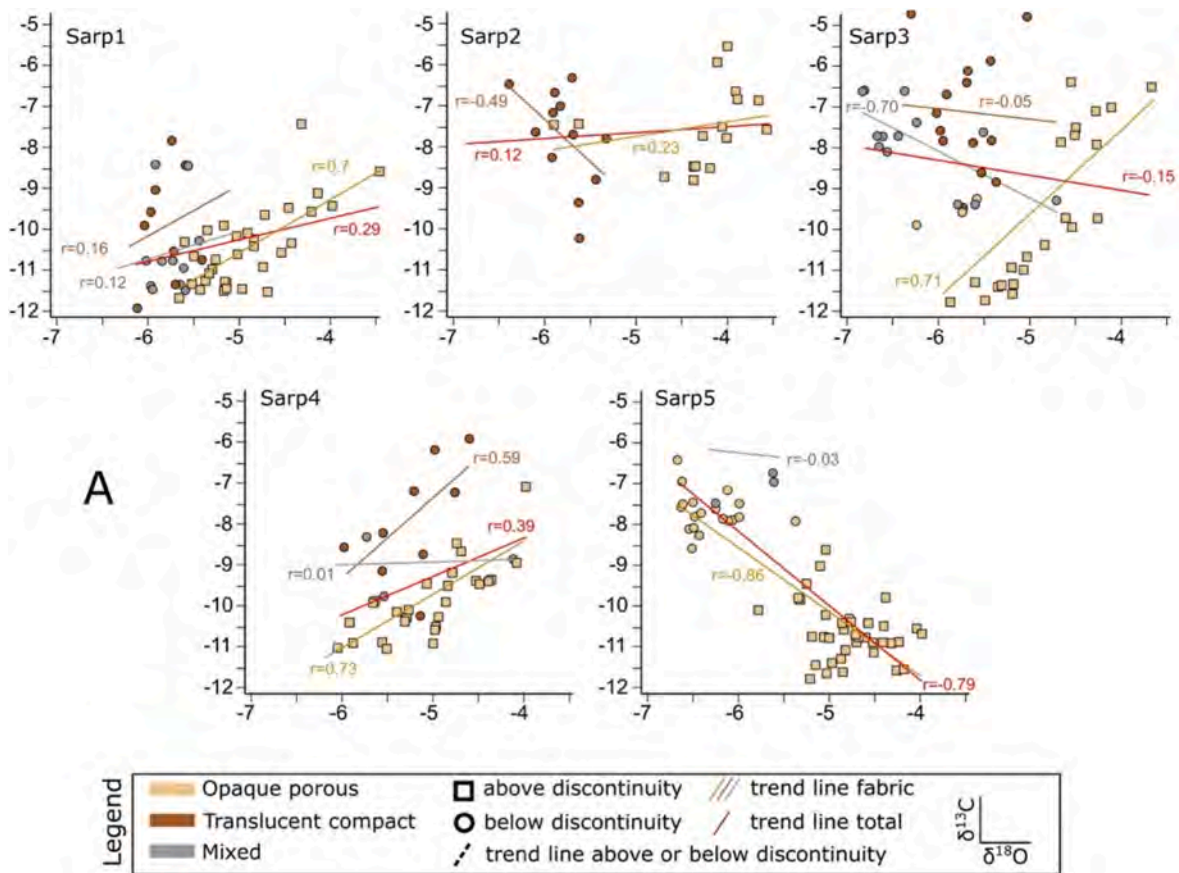 Sarp1
-5
-6
-7
-8
-9
-10
-11
-12
-7 -6 -5 -4
r=0.7
r=0.16
r=0.29
r=0.12
Sarp2
-5
-6
-7
-8
-9
-10
-11
-12
-7 -6 -5 -4
r=-0.49
r=0.12
r=0.23
Sarp3
-5
-6
-7
-8
-9
-10
-11
-12
-7 -6 -5 -4
r=-0.70
r=-0.05
r=-0.15
r=0.71
A
Sarp4
-5
-6
-7
-8
-9
-10
-11
-12
-7 -6 -5 -4
r=0.59
r=0.39
r=0.01
r=0.73
Sarp5
-5
-6
-7
-8
-9
-10
-11
-12
-7 -6 -5 -4
r=-0.03
r=-0.86
r=-0.79
Legend
Opaque porous above discontinuity trend line fabric
Translucent compact below discontinuity trend line total
Mixed trend line above or below discontinuity
δ13C
δ18O